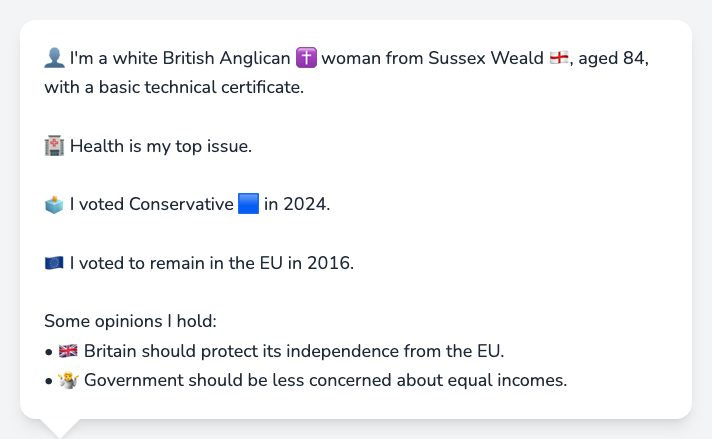 👤 I'm a white British Anglican ✝️ woman from Sussex Weald 🏴󠁧󠁢󠁥󠁮󠁧󠁿, aged 84,
with a basic technical certificate.
🏥 Health is my top issue.
🗳️ I voted Conservative 🟦 in 2024.
🇪🇺 I voted to remain in the EU in 2016.
Some opinions I hold:
• 🇬🇧 Britain should protect its independence from the EU.
• 🤷 Government should be less concerned about equal incomes.